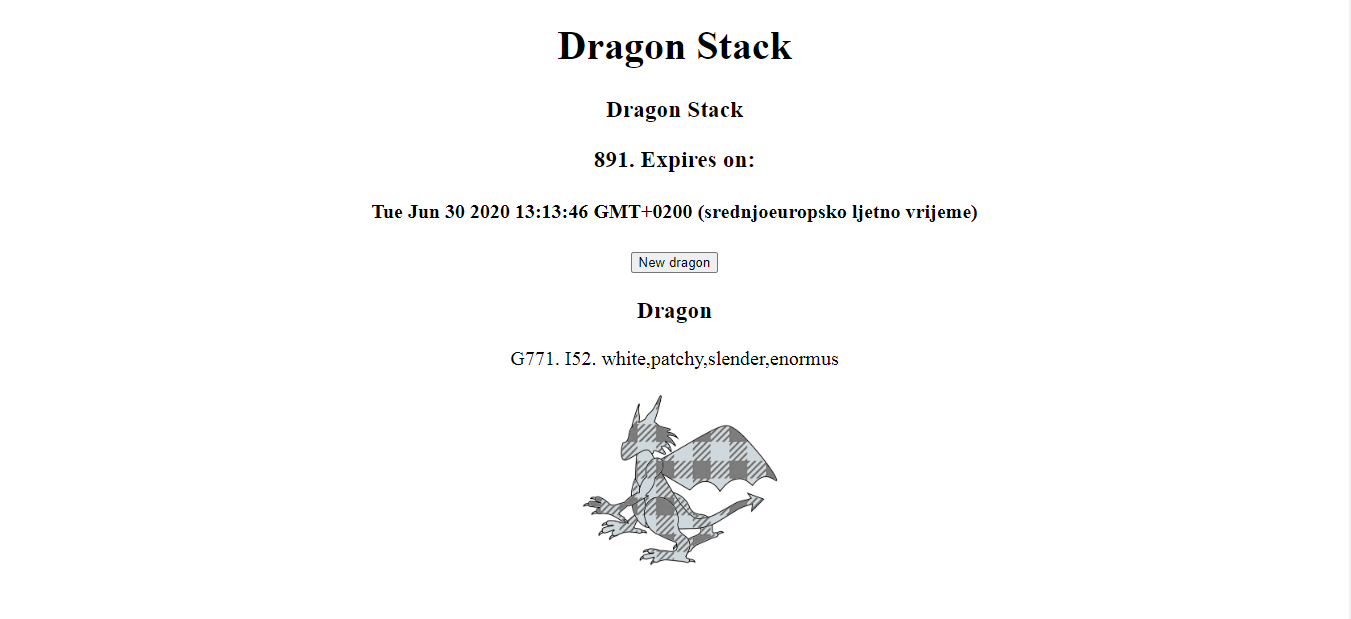 Dragon Stack
Dragon Stack
891. Expires on:
Tue Jun 30 2020 13:13:46 GMT+0200 (srednjoeuropsko ljetno vrijeme)
New dragon
Dragon
G771. I52. white,patchy,slender,enormus